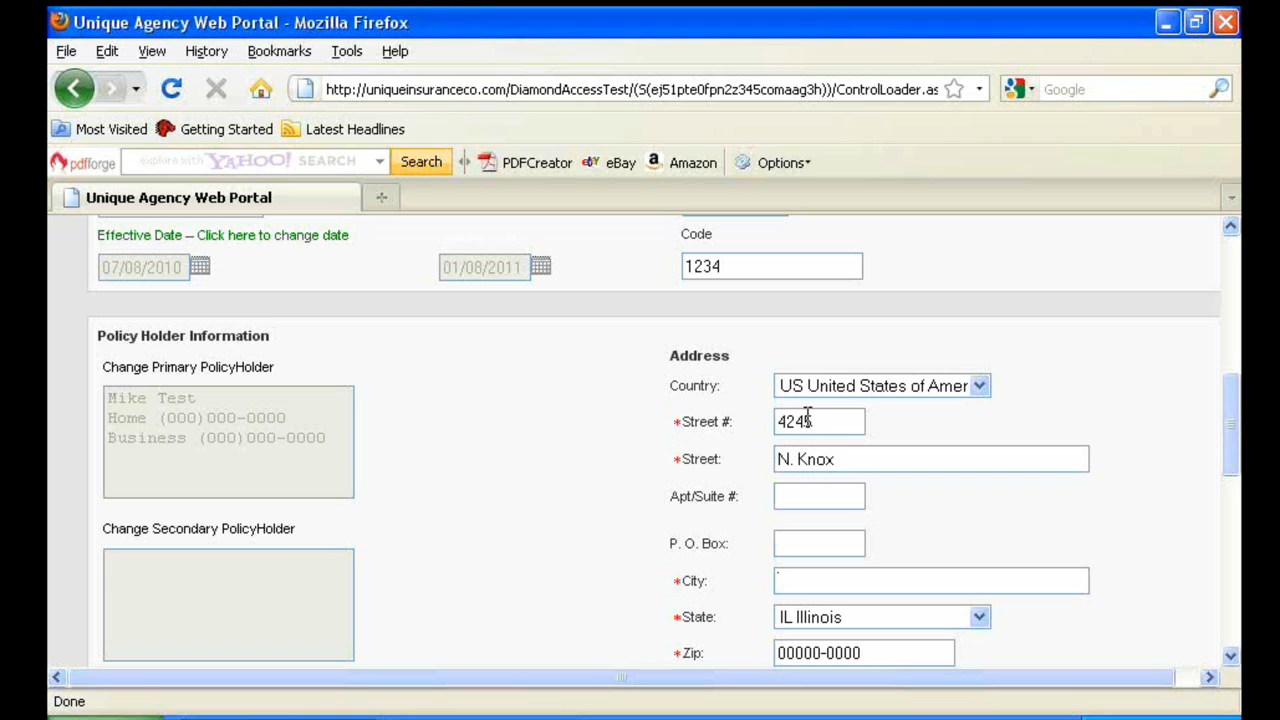 Unique Agency Web Portal - Mozilla Firefox
File Edit View History Bookmarks Tools Help
http://uniqueinsuranceco.com/DiamondAccessTest/(S(ej51pte0fpn2z345comaag3h))/ControlLoader.as
Google
Most Visited Getting Started Latest Headlines
pdfforge explore with YAHOO! SEARCH Search PDFCreator eBay Amazon Options
Unique Agency Web Portal
Effective Date – Click here to change date
Code
07/08/2010 01/08/2011 1234
Policy Holder Information
Address
Change Primary PolicyHolder
Country: US United States of Amer
Mike Test
Home (000)000-0000
Business (000)000-0000
*Street #: 4245
*Street: N. Knox
Apt/Suite #:
Change Secondary PolicyHolder
P. O. Box:
*City:
*State: IL Illinois
*Zip: 00000-0000
Done